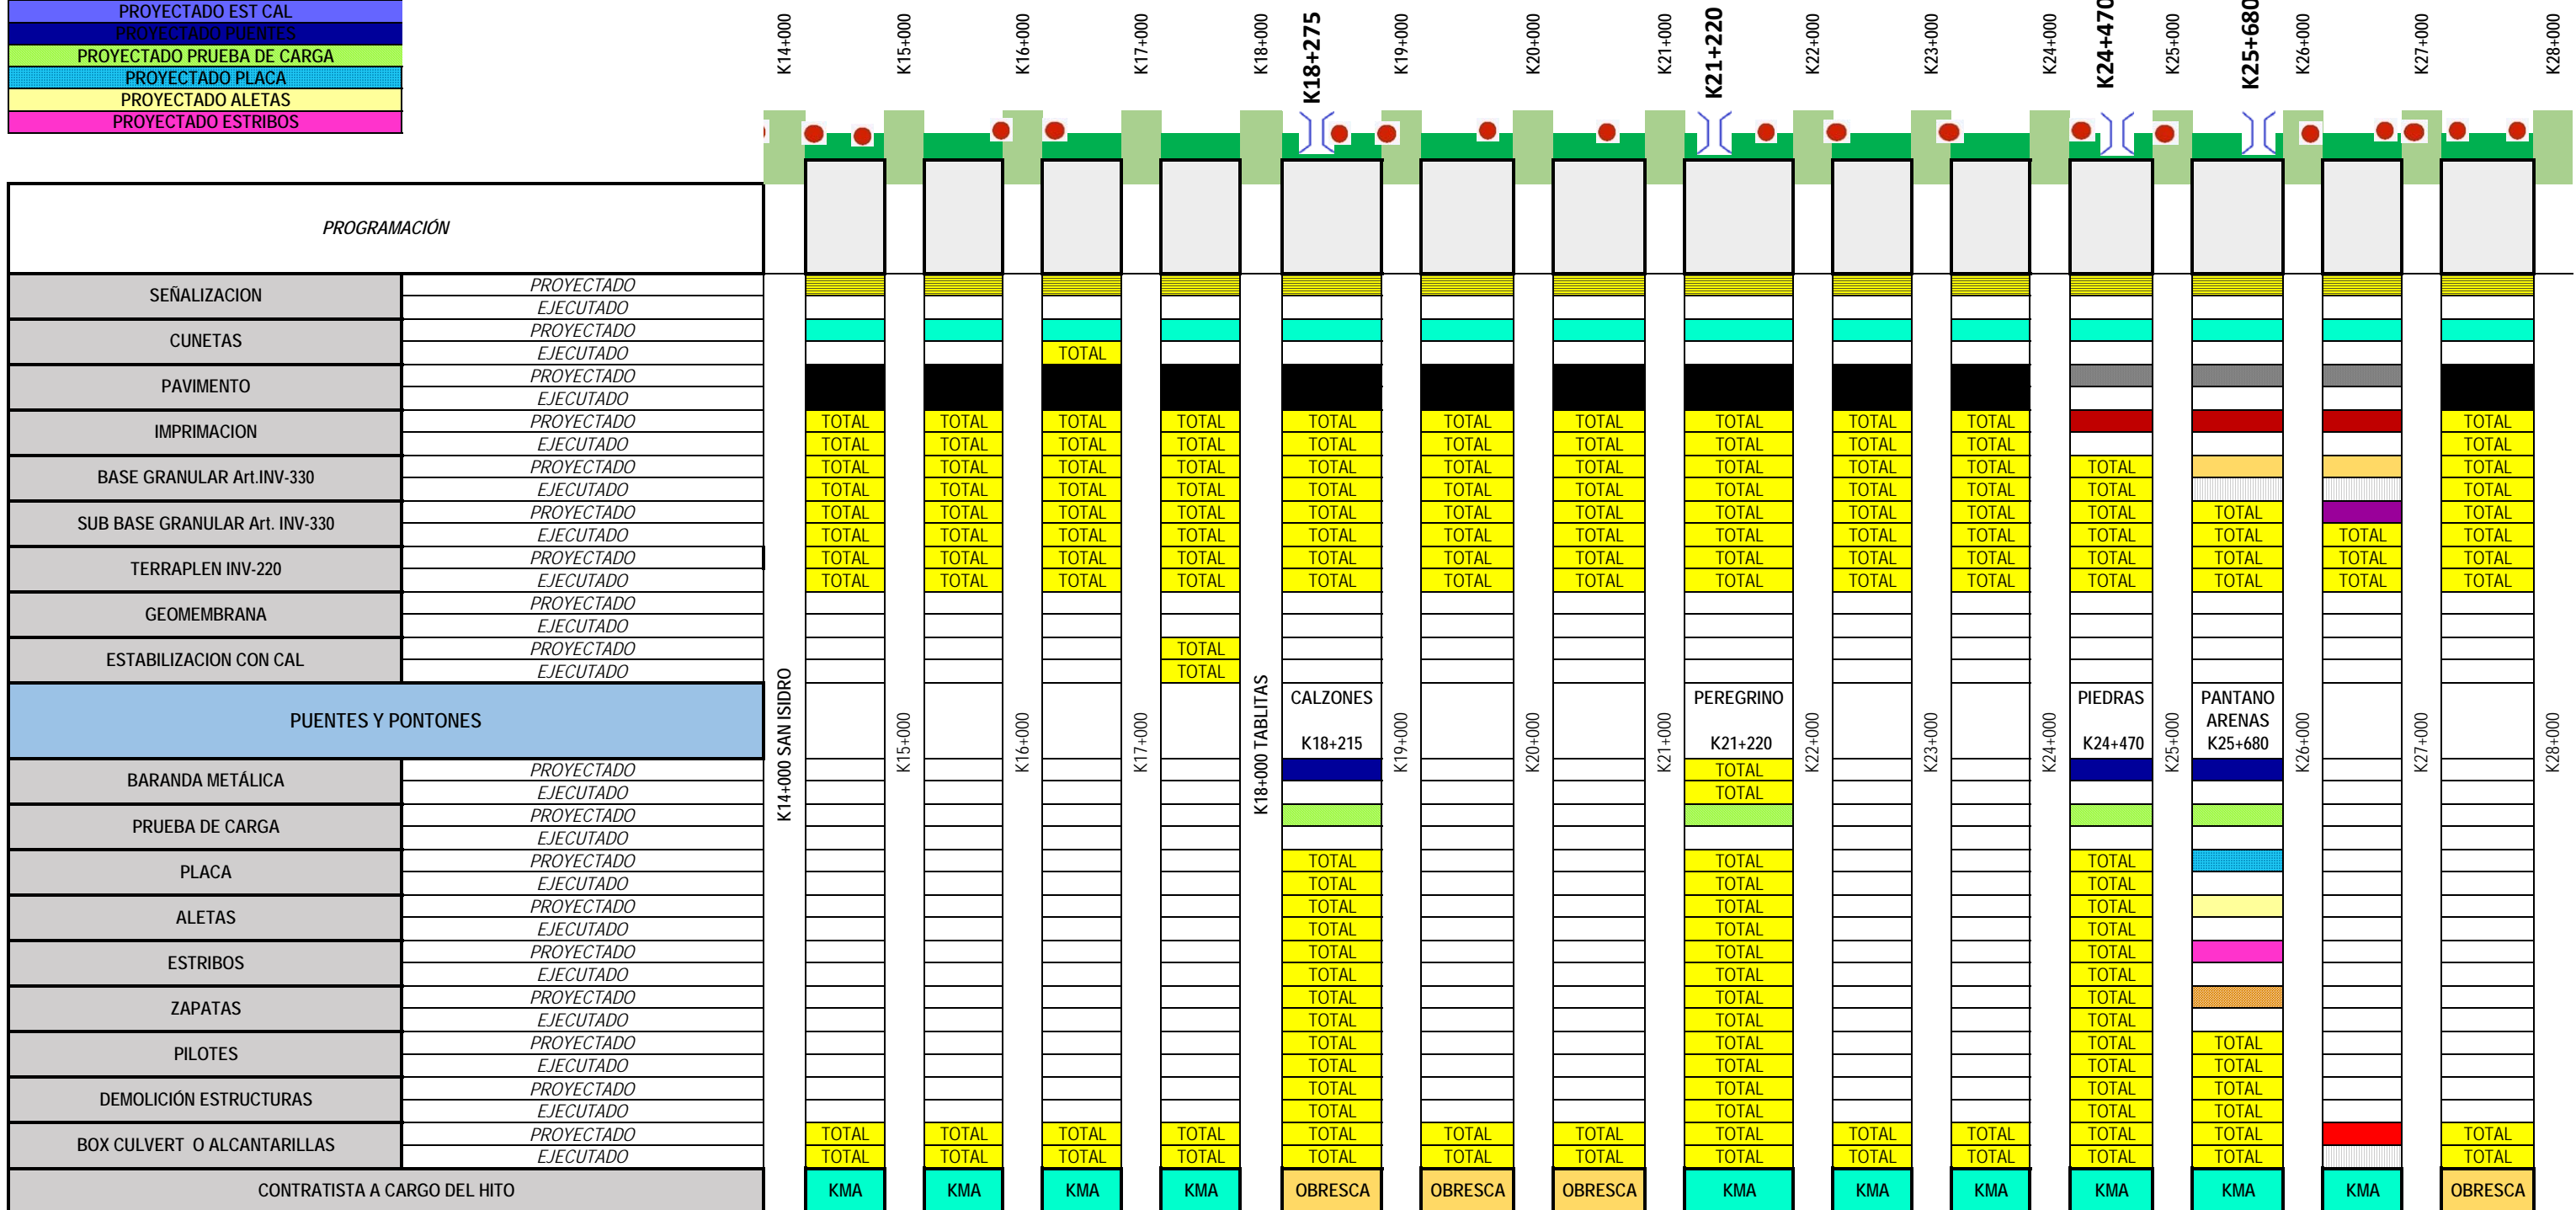 PROYECTADO EST CAL
PROYECTADO PUENTES
PROYECTADO PRUEBA DE CARGA
PROYECTADO PLACA
PROYECTADO ALETAS
PROYECTADO ESTRIBOS
K14+000 K15+000 K16+000 K17+000 K18+000 K18+275 K19+000 K20+000 K21+000 K21+220 K22+000 K23+000 K24+000 K24+470 K25+000 K25+680 K26+000 K27+000 K28+000
PROGRAMACIÓN
SEÑALIZACION
PROYECTADO
EJECUTADO
CUNETAS
PROYECTADO
EJECUTADO TOTAL
PAVIMENTO
PROYECTADO
EJECUTADO
IMPRIMACION
PROYECTADO TOTAL TOTAL TOTAL TOTAL TOTAL TOTAL TOTAL TOTAL TOTAL TOTAL TOTAL
EJECUTADO TOTAL TOTAL TOTAL TOTAL TOTAL TOTAL TOTAL TOTAL TOTAL TOTAL TOTAL
BASE GRANULAR Art.INV-330
PROYECTADO TOTAL TOTAL TOTAL TOTAL TOTAL TOTAL TOTAL TOTAL TOTAL TOTAL TOTAL TOTAL
EJECUTADO TOTAL TOTAL TOTAL TOTAL TOTAL TOTAL TOTAL TOTAL TOTAL TOTAL TOTAL TOTAL
SUB BASE GRANULAR Art. INV-330
PROYECTADO TOTAL TOTAL TOTAL TOTAL TOTAL TOTAL TOTAL TOTAL TOTAL TOTAL TOTAL TOTAL TOTAL
EJECUTADO TOTAL TOTAL TOTAL TOTAL TOTAL TOTAL TOTAL TOTAL TOTAL TOTAL TOTAL TOTAL TOTAL TOTAL
TERRAPLEN INV-220
PROYECTADO TOTAL TOTAL TOTAL TOTAL TOTAL TOTAL TOTAL TOTAL TOTAL TOTAL TOTAL TOTAL TOTAL TOTAL
EJECUTADO TOTAL TOTAL TOTAL TOTAL TOTAL TOTAL TOTAL TOTAL TOTAL TOTAL TOTAL TOTAL TOTAL TOTAL
GEOMEMBRANA
PROYECTADO
EJECUTADO
ESTABILIZACION CON CAL
PROYECTADO TOTAL
EJECUTADO TOTAL
PUENTES Y PONTONES
K14+000 SAN ISIDRO K15+000 K16+000 K17+000 K18+000 TABLITAS
CALZONES
K18+215
K19+000 K20+000 K21+000
PEREGRINO
K21+220
K22+000 K23+000 K24+000
PIEDRAS
K24+470
K25+000
PANTANO
ARENAS
K25+680
K26+000 K27+000 K28+000
BARANDA METÁLICA
PROYECTADO TOTAL
EJECUTADO TOTAL
PRUEBA DE CARGA
PROYECTADO
EJECUTADO
PLACA
PROYECTADO TOTAL TOTAL TOTAL
EJECUTADO TOTAL TOTAL TOTAL
ALETAS
PROYECTADO TOTAL TOTAL TOTAL
EJECUTADO TOTAL TOTAL TOTAL
ESTRIBOS
PROYECTADO TOTAL TOTAL TOTAL
EJECUTADO TOTAL TOTAL TOTAL
ZAPATAS
PROYECTADO TOTAL TOTAL TOTAL
EJECUTADO TOTAL TOTAL TOTAL
PILOTES
PROYECTADO TOTAL TOTAL TOTAL TOTAL
EJECUTADO TOTAL TOTAL TOTAL TOTAL
DEMOLICIÓN ESTRUCTURAS
PROYECTADO TOTAL TOTAL TOTAL TOTAL
EJECUTADO TOTAL TOTAL TOTAL TOTAL
BOX CULVERT O ALCANTARILLAS
PROYECTADO TOTAL TOTAL TOTAL TOTAL TOTAL TOTAL TOTAL TOTAL TOTAL TOTAL TOTAL TOTAL TOTAL
EJECUTADO TOTAL TOTAL TOTAL TOTAL TOTAL TOTAL TOTAL TOTAL TOTAL TOTAL TOTAL TOTAL TOTAL
CONTRATISTA A CARGO DEL HITO KMA KMA KMA KMA OBRESCA OBRESCA OBRESCA KMA KMA KMA KMA KMA KMA OBRESCA